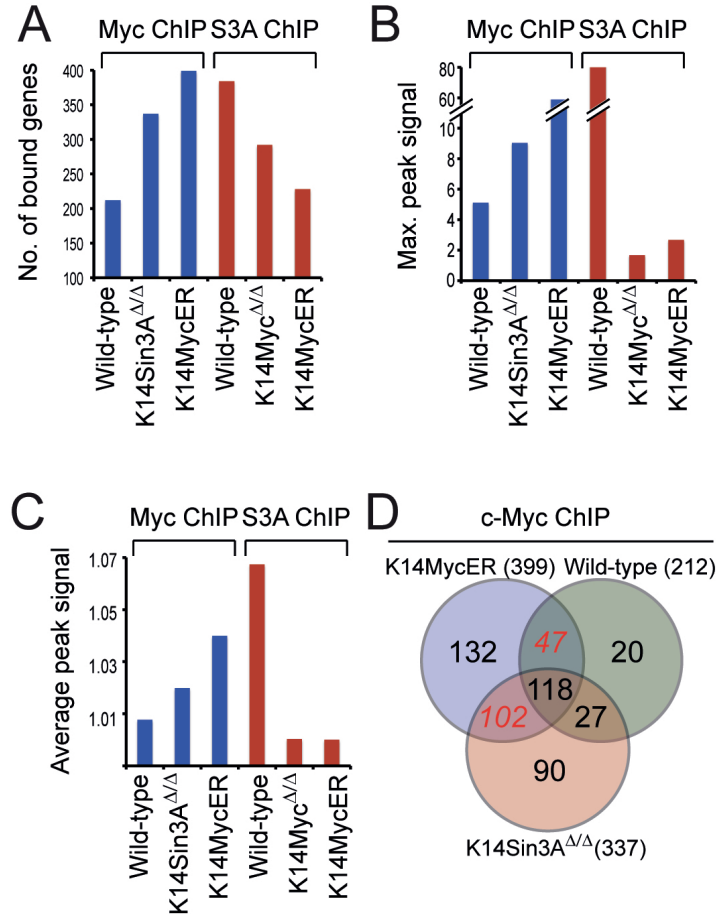 A
Myc ChIP S3A ChIP
No. of bound genes
400
350
300
250
200
150
100
Wild-type
K14Sin3AΔ/Δ
K14MycER
Wild-type
K14MycΔ/Δ
K14MycER
B
Myc ChIP S3A ChIP
Max. peak signal
80
60
10
8
6
4
2
0
Wild-type
K14Sin3AΔ/Δ
K14MycER
Wild-type
K14MycΔ/Δ
K14MycER
C
Myc ChIP S3A ChIP
Average peak signal
1.07
1.05
1.03
1.01
Wild-type
K14Sin3AΔ/Δ
K14MycER
Wild-type
K14MycΔ/Δ
K14MycER
D
c-Myc ChIP
K14MycER (399) Wild-type (212)
132 47 20
118
102 27
90
K14Sin3AΔ/Δ(337)